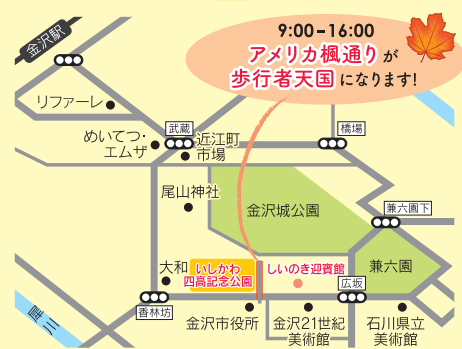 9:00－16:00
アメリカ楓通りが
歩行者天国になります!
金沢駅
リファーレ
武蔵
橋場
めいてつ・
エムザ
近江町
市場
尾山神社
金沢城公園
兼六園下
大和
いしかわ
四高記念公園
しいのき迎賓館
兼六園
広坂
香林坊
犀川
金沢市役所
金沢21世紀
美術館
石川県立
美術館